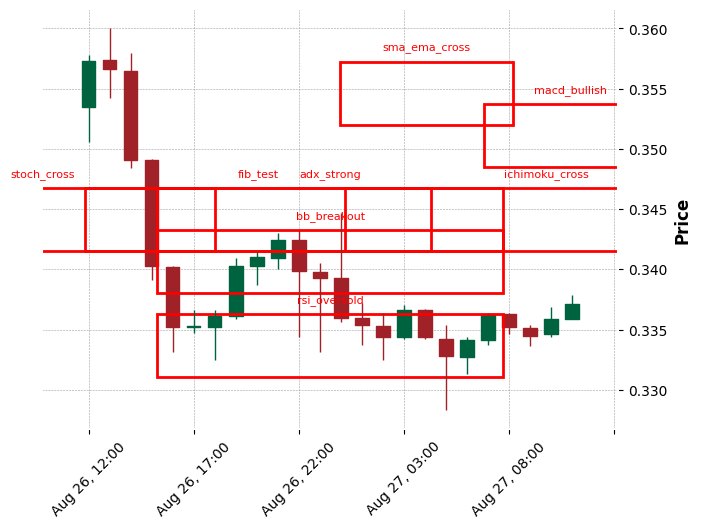 sma_ema_cross
macd_bullish
stoch_cross
fib_test
adx_strong
ichimoku_cross
bb_breakout
rsi_oversold
0.360
0.355
0.350
0.345
0.340
0.335
0.330
Price
Aug 26, 12:00
Aug 26, 17:00
Aug 26, 22:00
Aug 27, 03:00
Aug 27, 08:00